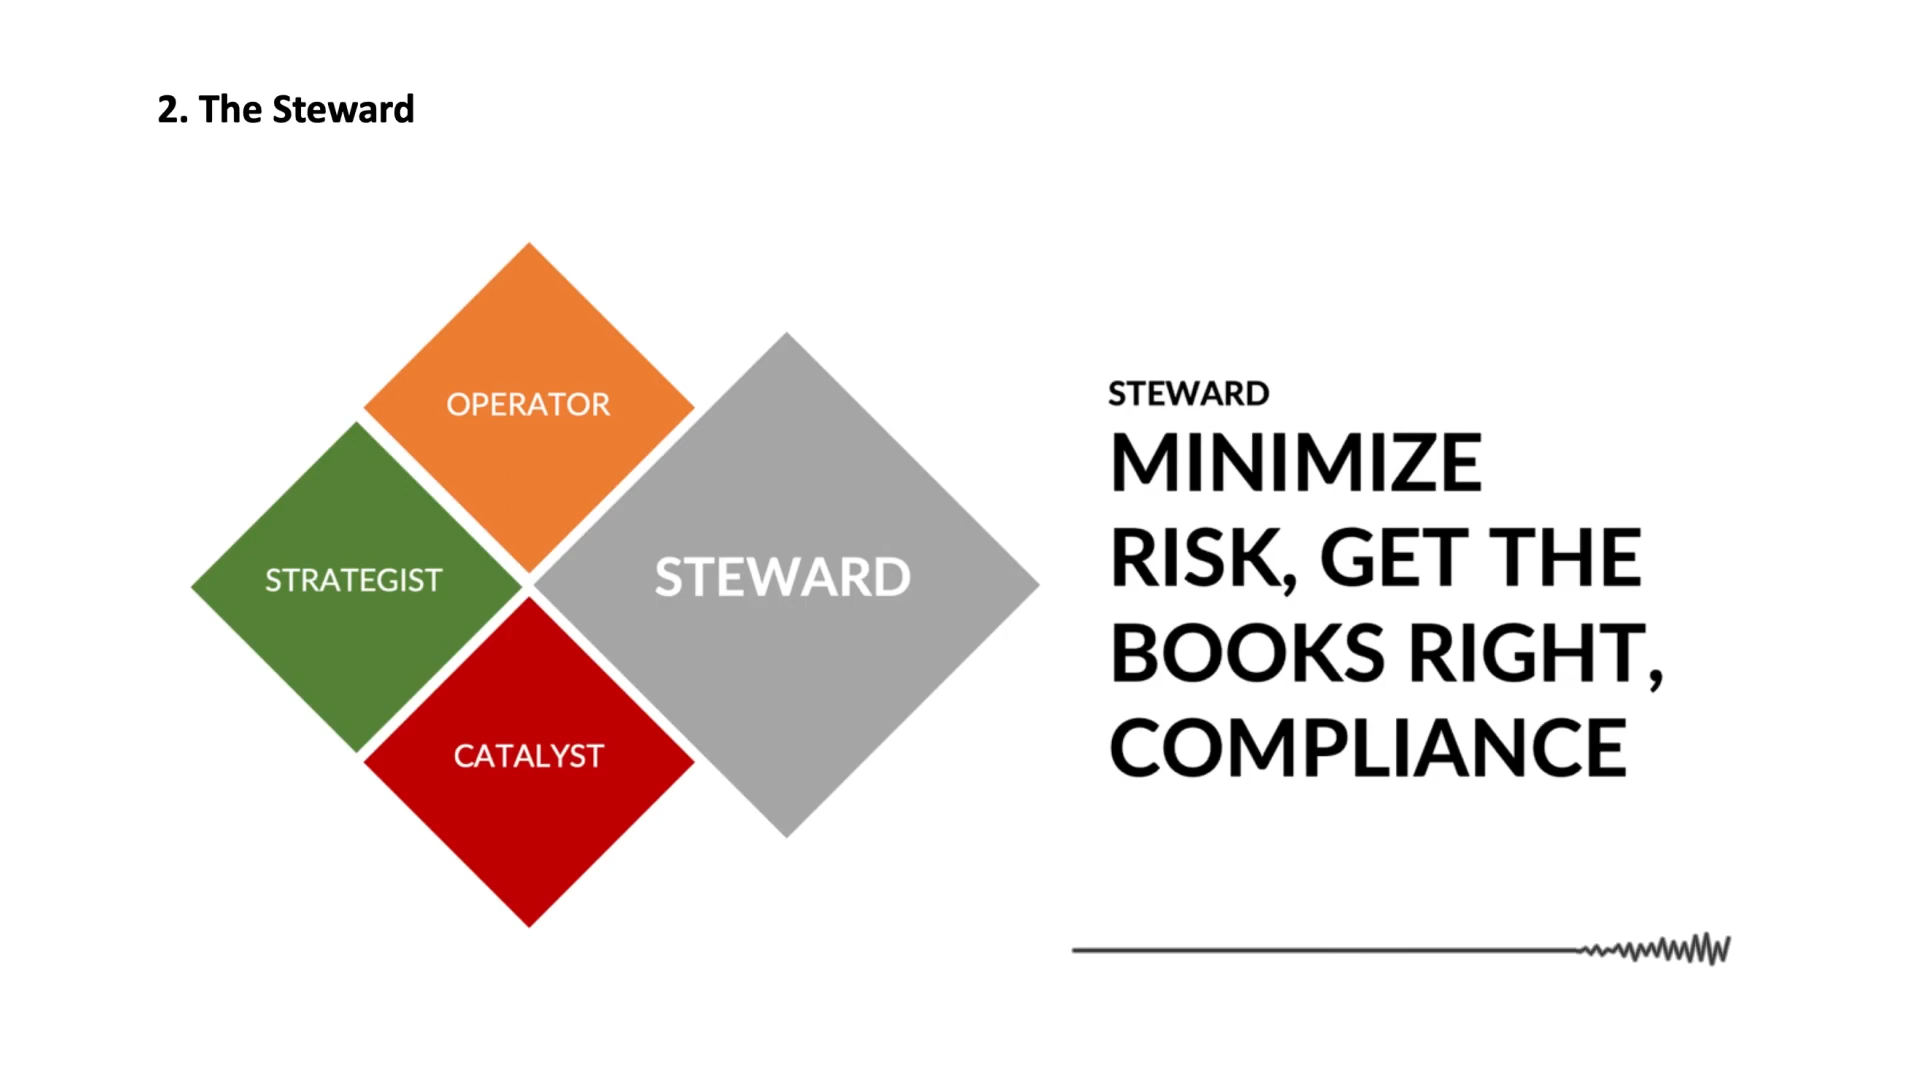 2. The Steward
OPERATOR
STRATEGIST
STEWARD
CATALYST
STEWARD
MINIMIZE
RISK, GET THE
BOOKS RIGHT,
COMPLIANCE